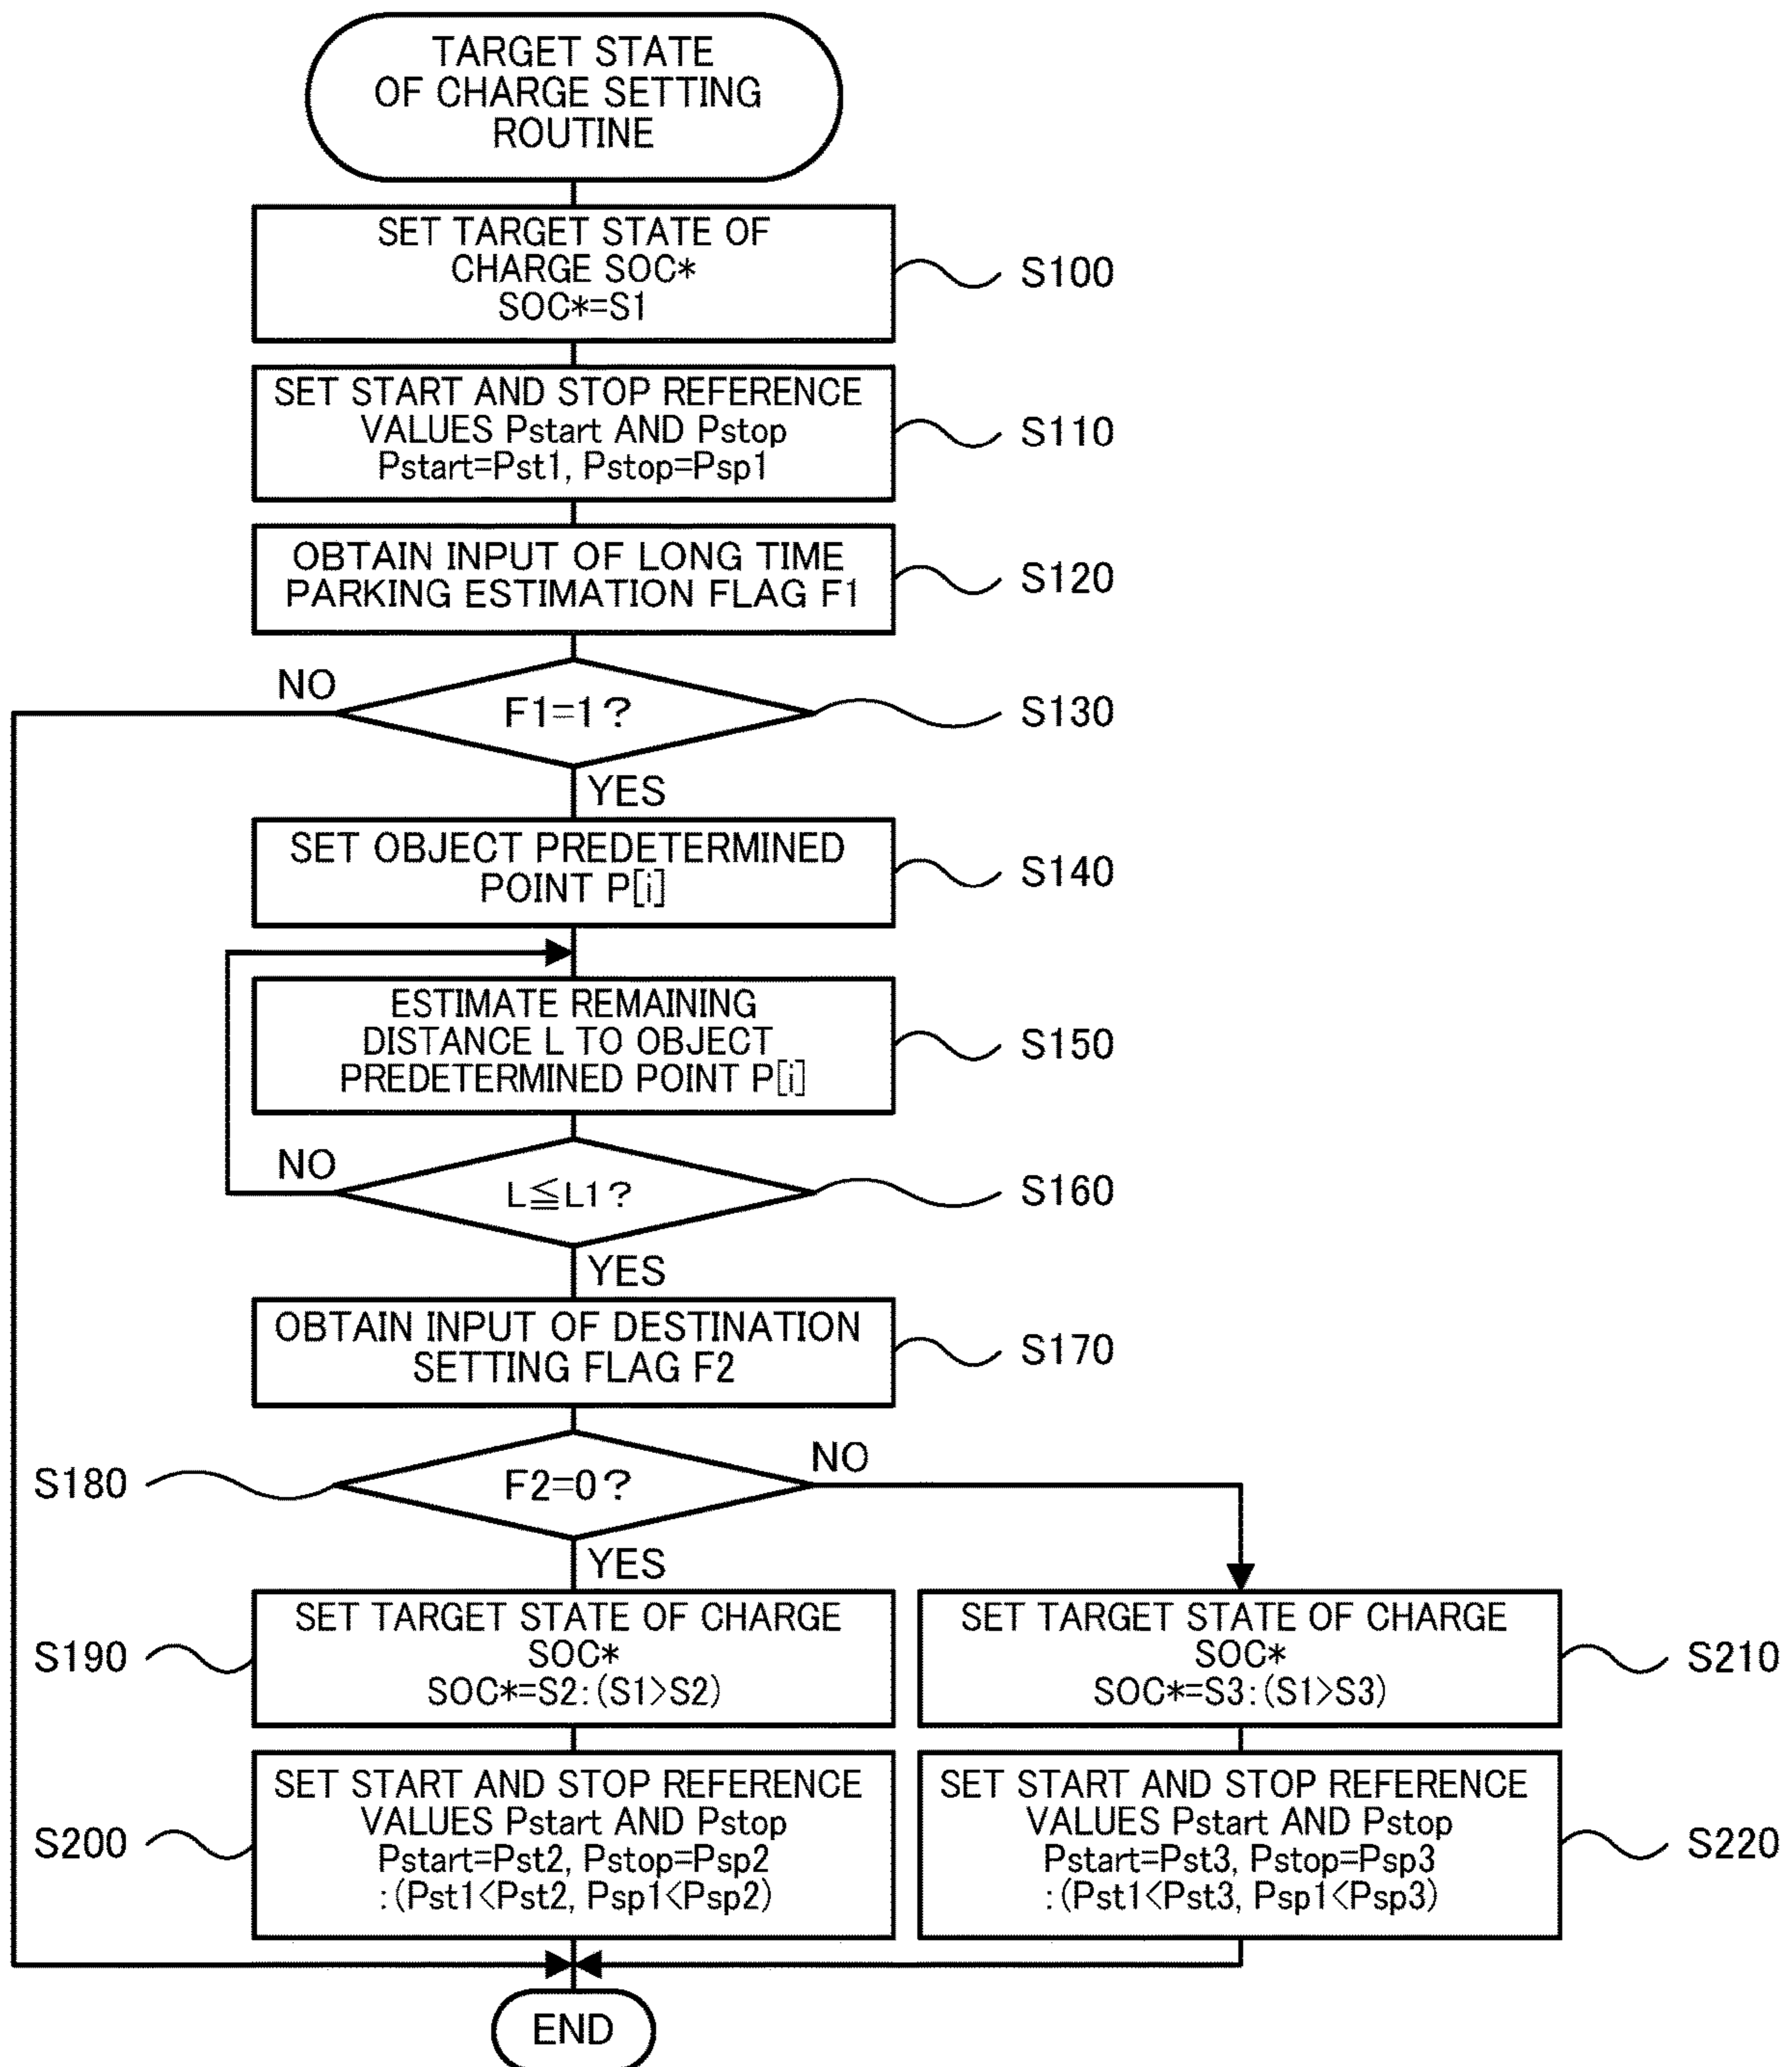 TARGET STATE
OF CHARGE SETTING
ROUTINE
SET TARGET STATE OF
CHARGE SOC*
SOC*=S1
S100
SET START AND STOP REFERENCE
VALUES Pstart AND Pstop
Pstart=Pst1, Pstop=Psp1
S110
OBTAIN INPUT OF LONG TIME
PARKING ESTIMATION FLAG F1
S120
NO
F1=1?
S130
YES
SET OBJECT PREDETERMINED
POINT P[i]
S140
ESTIMATE REMAINING
DISTANCE L TO OBJECT
PREDETERMINED POINT P[i]
S150
NO
L≦L1?
S160
YES
OBTAIN INPUT OF DESTINATION
SETTING FLAG F2
S170
S180
F2=0?
NO
YES
S190
SET TARGET STATE OF CHARGE
SOC*
SOC*=S2:(S1>S2)
SET TARGET STATE OF CHARGE
SOC*
SOC*=S3:(S1>S3)
S210
S200
SET START AND STOP REFERENCE
VALUES Pstart AND Pstop
Pstart=Pst2, Pstop=Psp2
:(Pst1<Pst2, Psp1<Psp2)
SET START AND STOP REFERENCE
VALUES Pstart AND Pstop
Pstart=Pst3, Pstop=Psp3
:(Pst1<Pst3, Psp1<Psp3)
S220
END